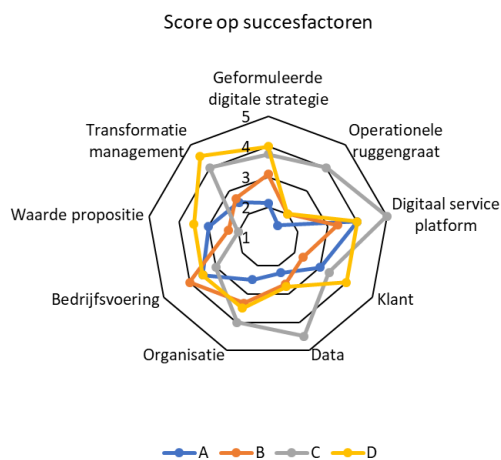 Score op succesfactoren
Geformuleerde
digitale strategie
Operationele
ruggengraat
Digitaal service
platform
Klant
Data
Organisatie
Bedrijfsvoering
Waarde propositie
Transformatie
management
5
4
3
2
1
A B C D